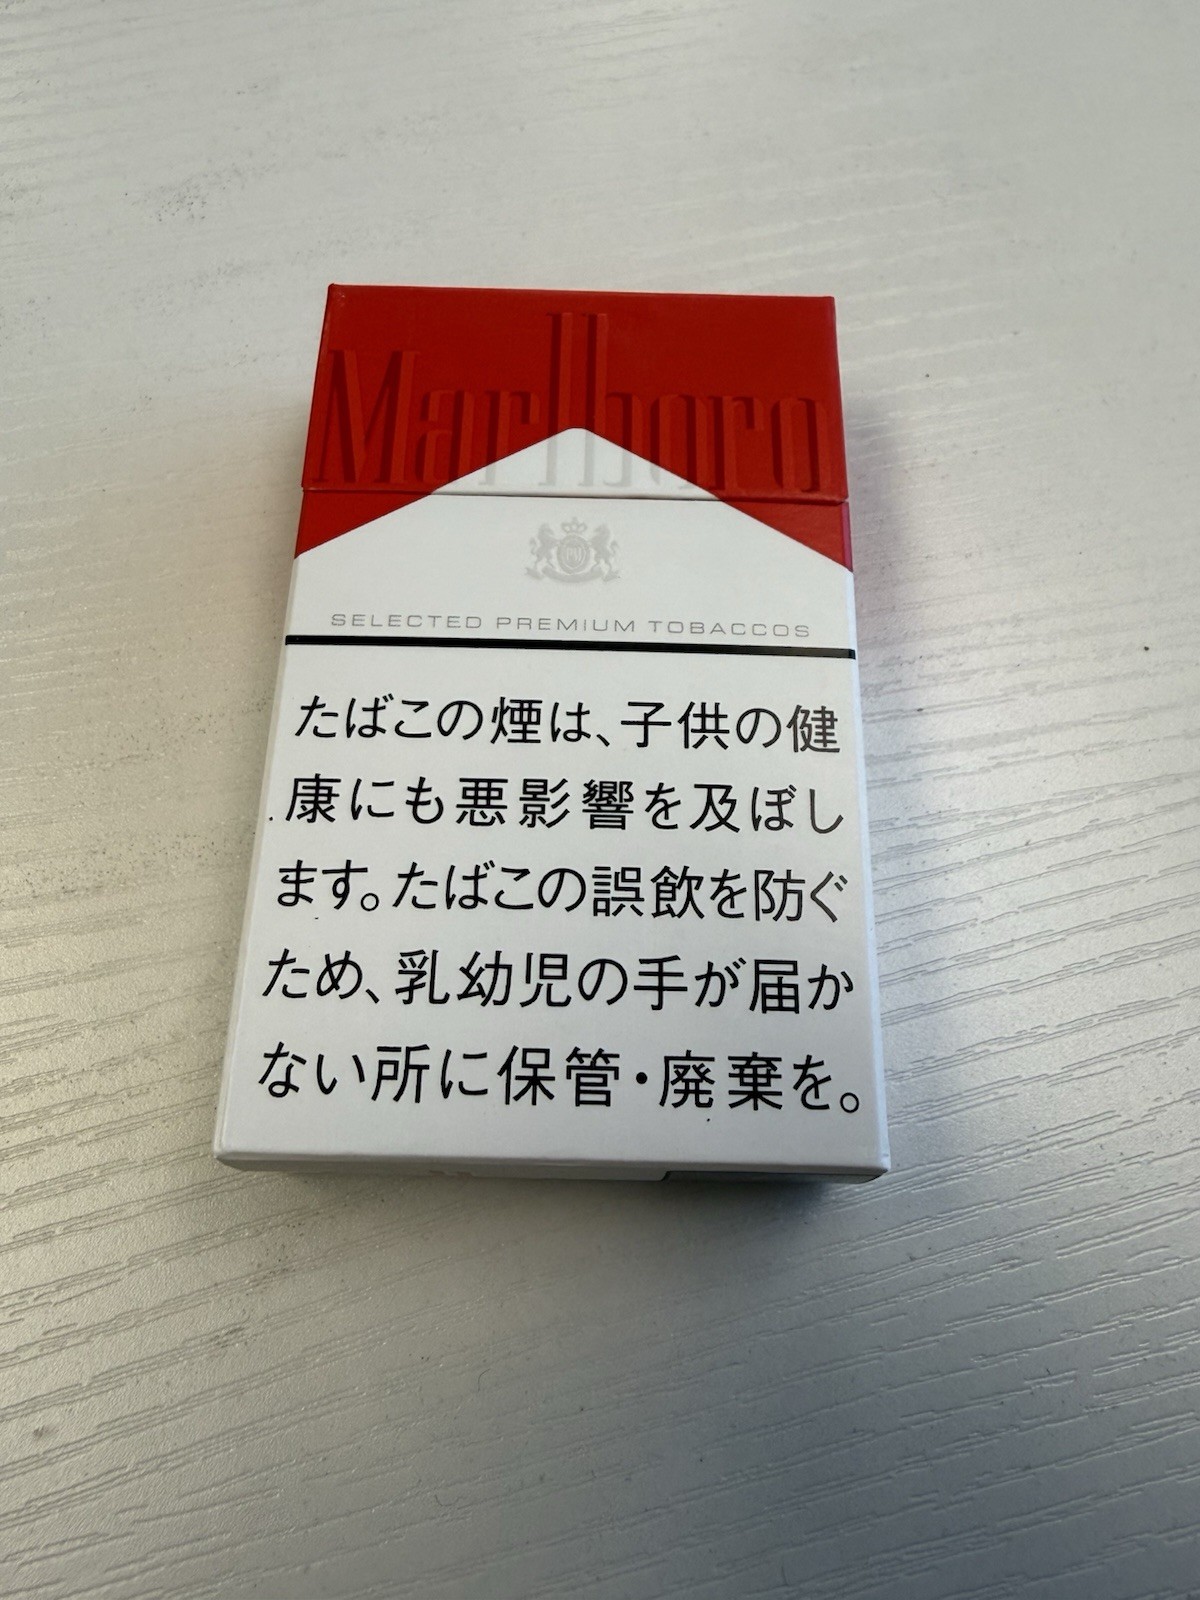 Marlboro
PM
SELECTED PREMIUM TOBACCOS
たばこの煙は、子供の健
康にも悪影響を及ぼし
ます。たばこの誤飲を防ぐ
ため、乳幼児の手が届か
ない所に保管・廃棄を。